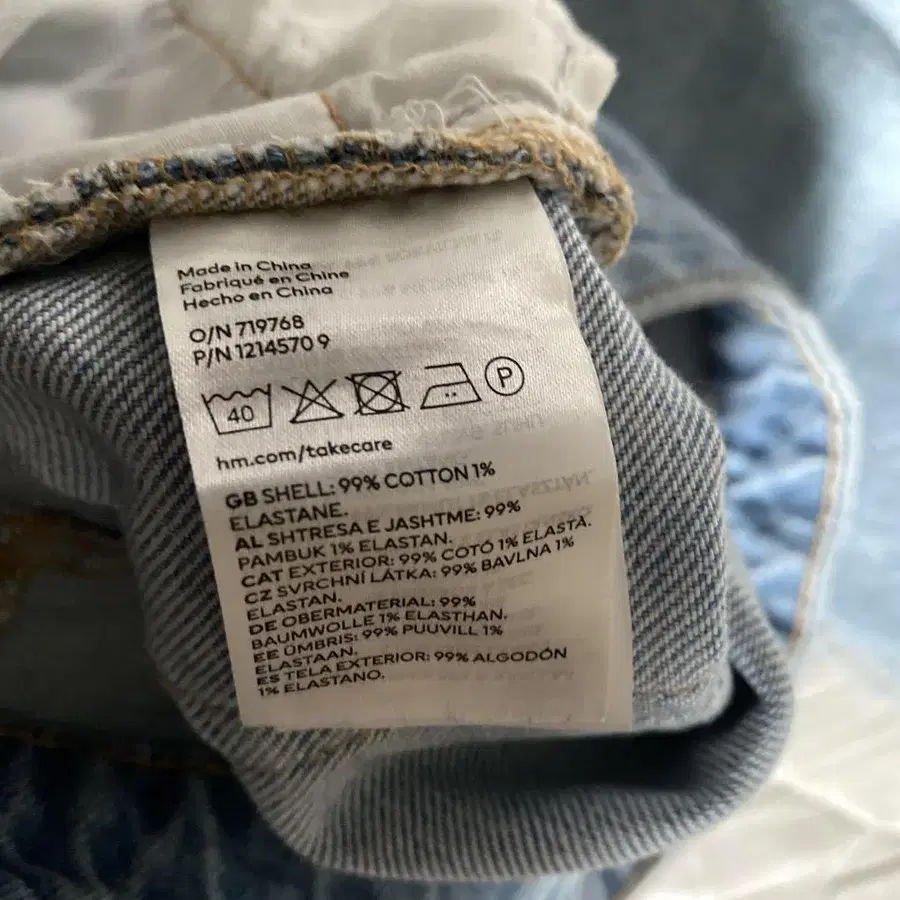 Made in China
Fabriqué en Chine
Hecho en China
O/N 719768
P/N 1214570 9
40
P
hm.com/takecare
GB SHELL: 99% COTTON 1%
ELASTANE.
AL SHTRESA E JASHTME: 99%
PAMBUK 1% ELASTAN.
CAT EXTERIOR: 99% COTÓ 1% ELASTÀ.
CZ SVRCHNÍ LÁTKA: 99% BAVLNA 1%
ELASTAN.
DE OBERMATERIAL: 99%
BAUMWOLLE 1% ELASTHAN.
EE ÜMBRIS: 99% PUUVILL 1%
ELASTAAN.
ES TELA EXTERIOR: 99% ALGODÓN
1% ELASTANO.